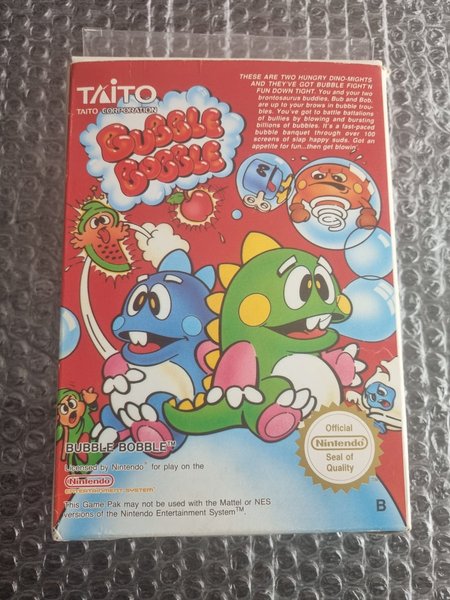 THESE ARE TWO HUNGRY DINO-MIGHTS
AND THEY'VE GOT BUBBLE FIGHT'N
FUN DOWN TIGHT. You and your two
brontosaurus buddies, Bub and Bob,
are up to your brows in bubble trou-
bles. You've got to battle battalions
of bullies by blowing and bursting
billions of bubbles. It's a fast-paced
bubble banquet through over 100
screens of slap happy suds. Got an
appetite for fun...then get blowin'.
TAITO
TAITO CORPORATION
BUBBLE
BOBBLE
BUBBLE BOBBLE™
Licensed by Nintendo® for play on the
Nintendo
ENTERTAINMENT SYSTEM®
This Game Pak may not be used with the Mattel or NES
versions of the Nintendo Entertainment System™.
Official
Nintendo
Seal of
Quality
B